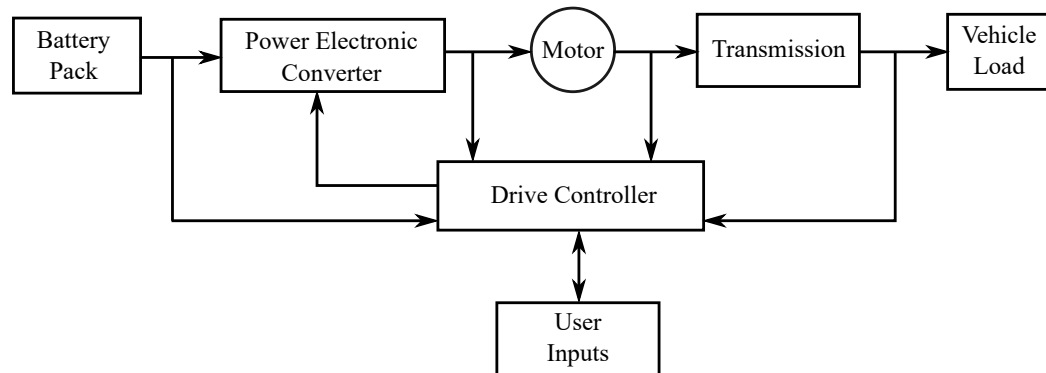 Battery
Pack
Power Electronic
Converter
Motor
Transmission
Vehicle
Load
Drive Controller
User
Inputs